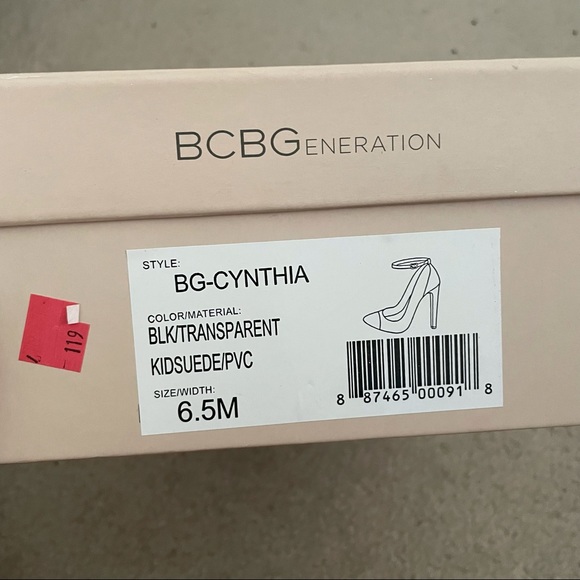 BCBGENERATION
STYLE:
BG-CYNTHIA
COLOR/MATERIAL:
BLK/TRANSPARENT
KIDSUEDE/PVC
SIZE/WIDTH:
6.5M
8 87465 00091 8
119